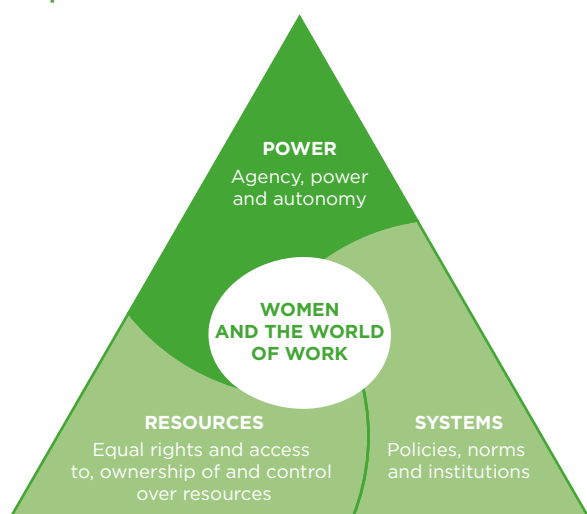 POWER
Agency, power
and autonomy
WOMEN
AND THE WORLD
OF WORK
RESOURCES
Equal rights and access
to, ownership of and control
over resources
SYSTEMS
Policies, norms
and institutions